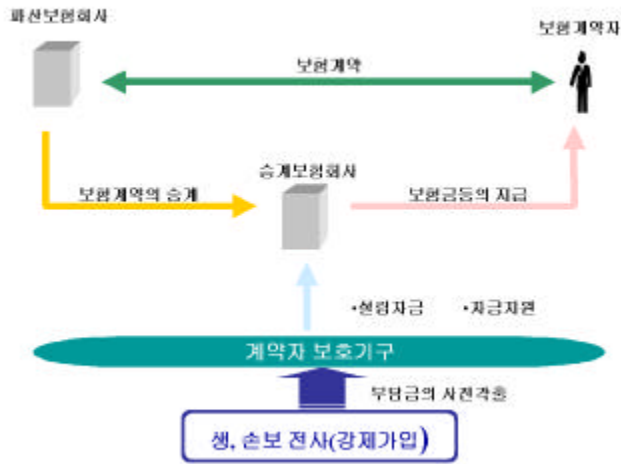 파산보험회사
보험계약자
보험계약
승계보험회사
보험계약의 승계
보험금등의 지급
•설립자금 •자금지원
계약자 보호기구
부담금의 사전각출
생, 손보 전사(강제가입)